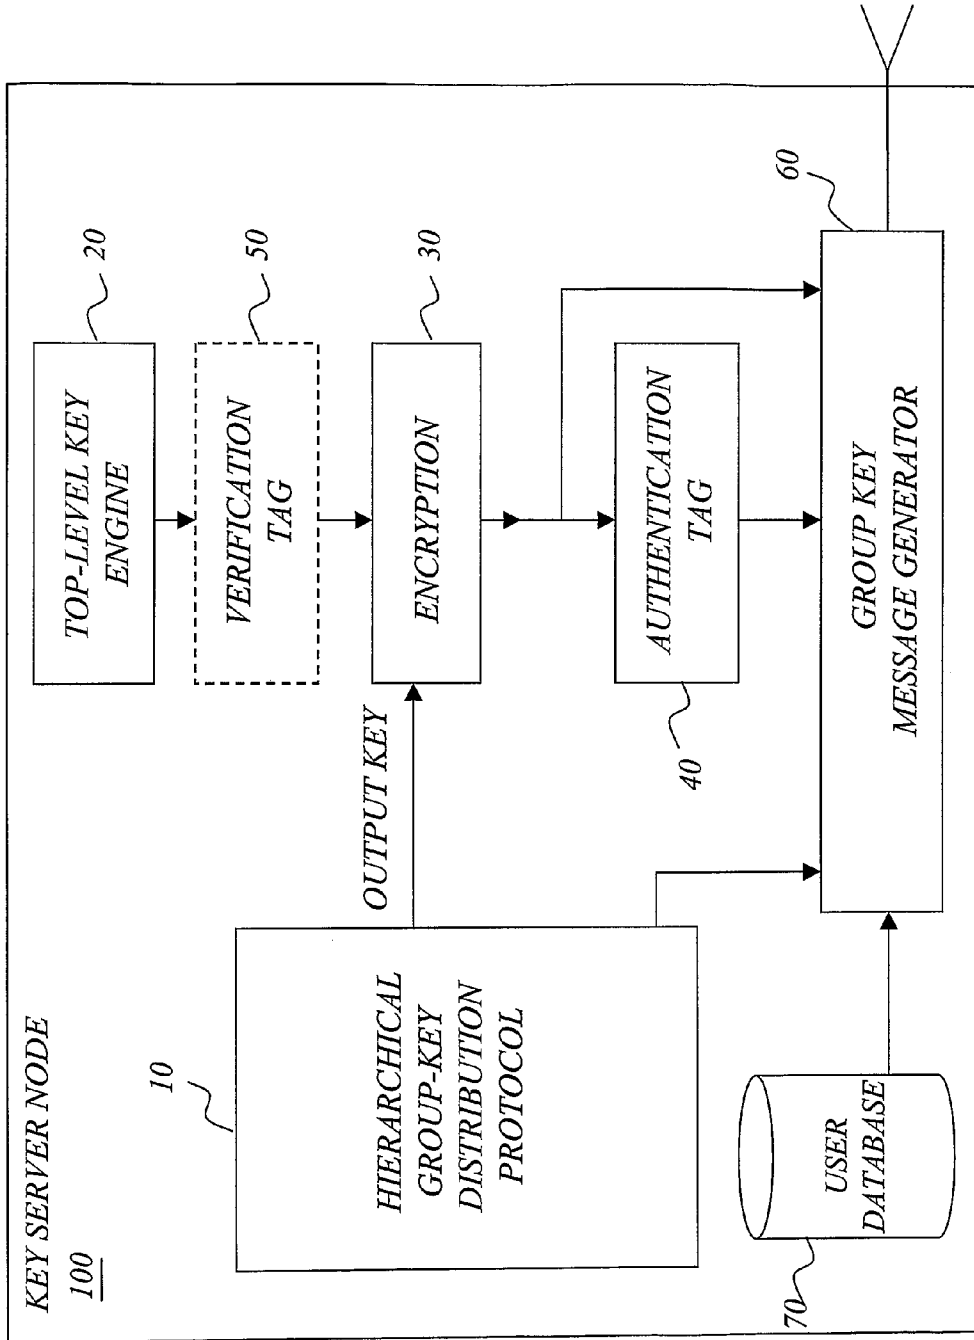 KEY SERVER NODE
100
10
HIERARCHICAL
GROUP-KEY
DISTRIBUTION
PROTOCOL
OUTPUT KEY
TOP-LEVEL KEY
ENGINE
20
VERIFICATION
TAG
50
ENCRYPTION
30
AUTHENTICATION
TAG
40
USER
DATABASE
70
GROUP KEY
MESSAGE GENERATOR
60